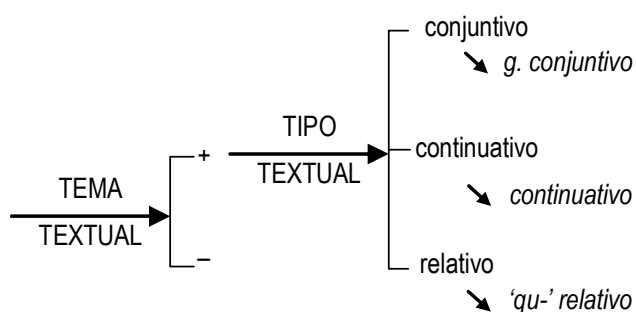 conjuntivo
g. conjuntivo
TIPO
TEXTUAL
+
continuativo
continuativo
TEMA
TEXTUAL
–
relativo
'qu-' relativo